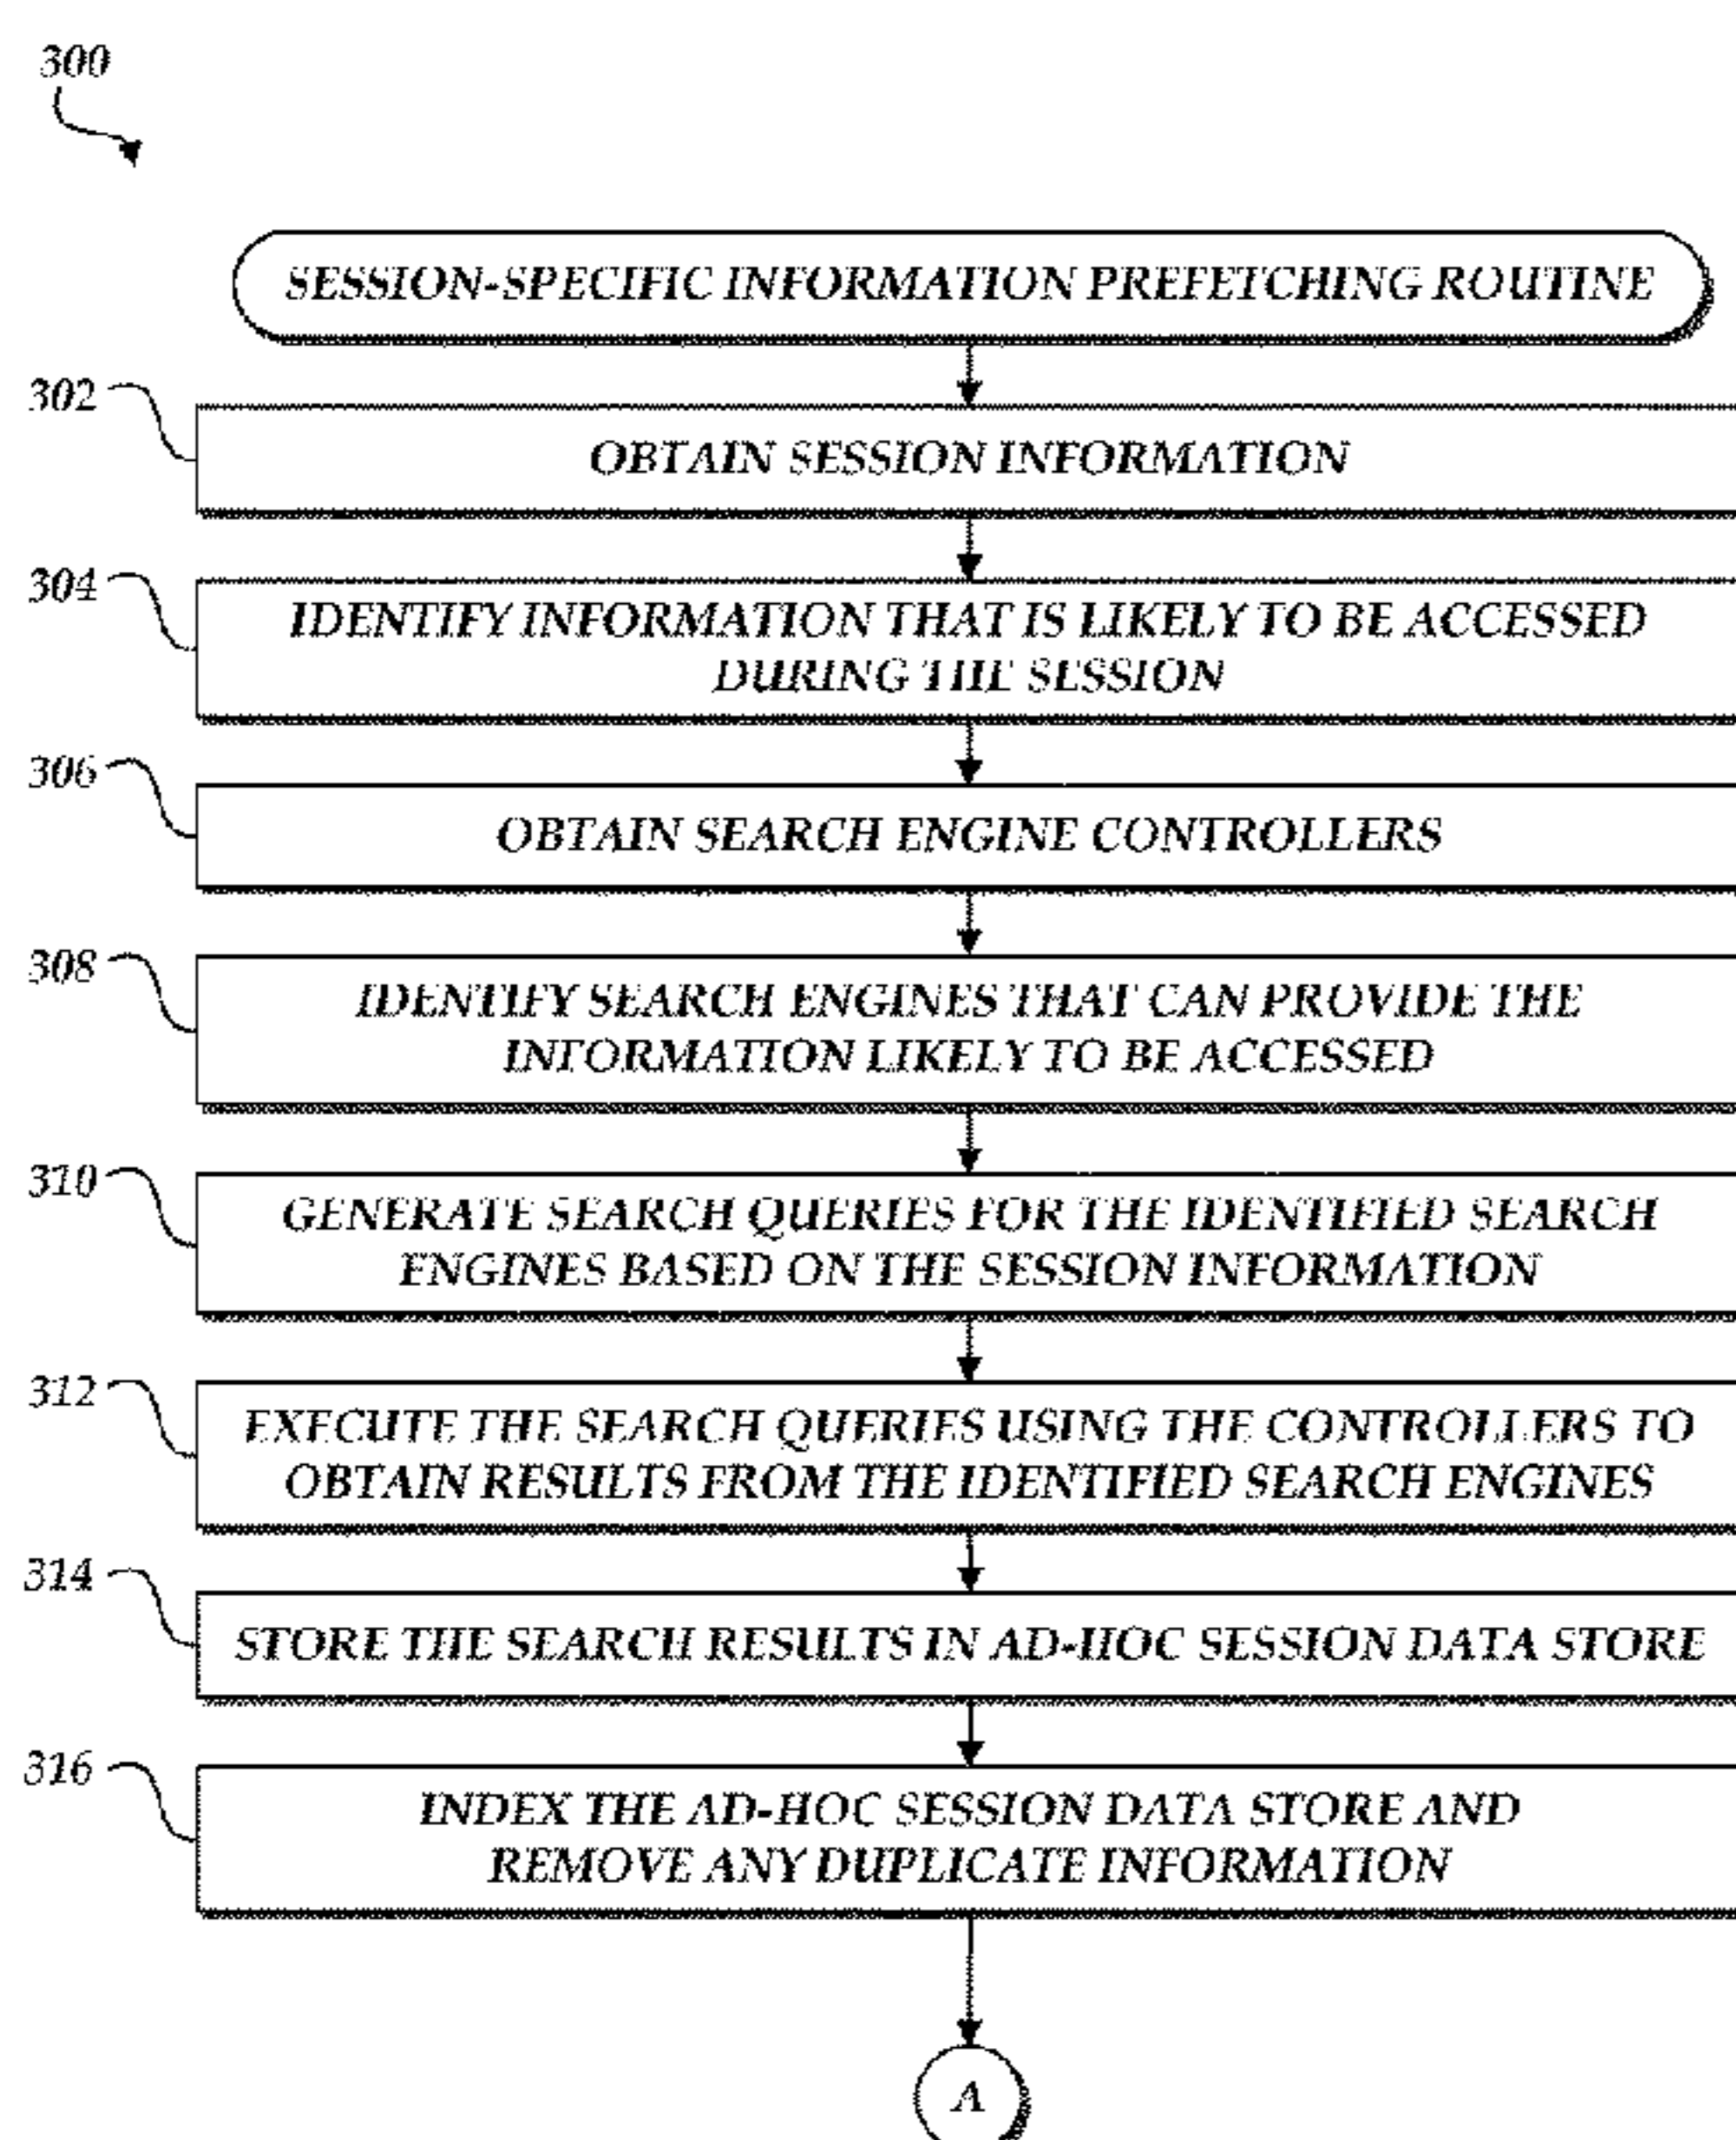 300
SESSION-SPECIFIC INFORMATION PREFETCHING ROUTINE
302
OBTAIN SESSION INFORMATION
304
IDENTIFY INFORMATION THAT IS LIKELY TO BE ACCESSED
DURING THE SESSION
306
OBTAIN SEARCH ENGINE CONTROLLERS
308
IDENTIFY SEARCH ENGINES THAT CAN PROVIDE THE
INFORMATION LIKELY TO BE ACCESSED
310
GENERATE SEARCH QUERIES FOR THE IDENTIFIED SEARCH
ENGINES BASED ON THE SESSION INFORMATION
312
EXECUTE THE SEARCH QUERIES USING THE CONTROLLERS TO
OBTAIN RESULTS FROM THE IDENTIFIED SEARCH ENGINES
314
STORE THE SEARCH RESULTS IN AD-HOC SESSION DATA STORE
316
INDEX THE AD-HOC SESSION DATA STORE AND
REMOVE ANY DUPLICATE INFORMATION
A